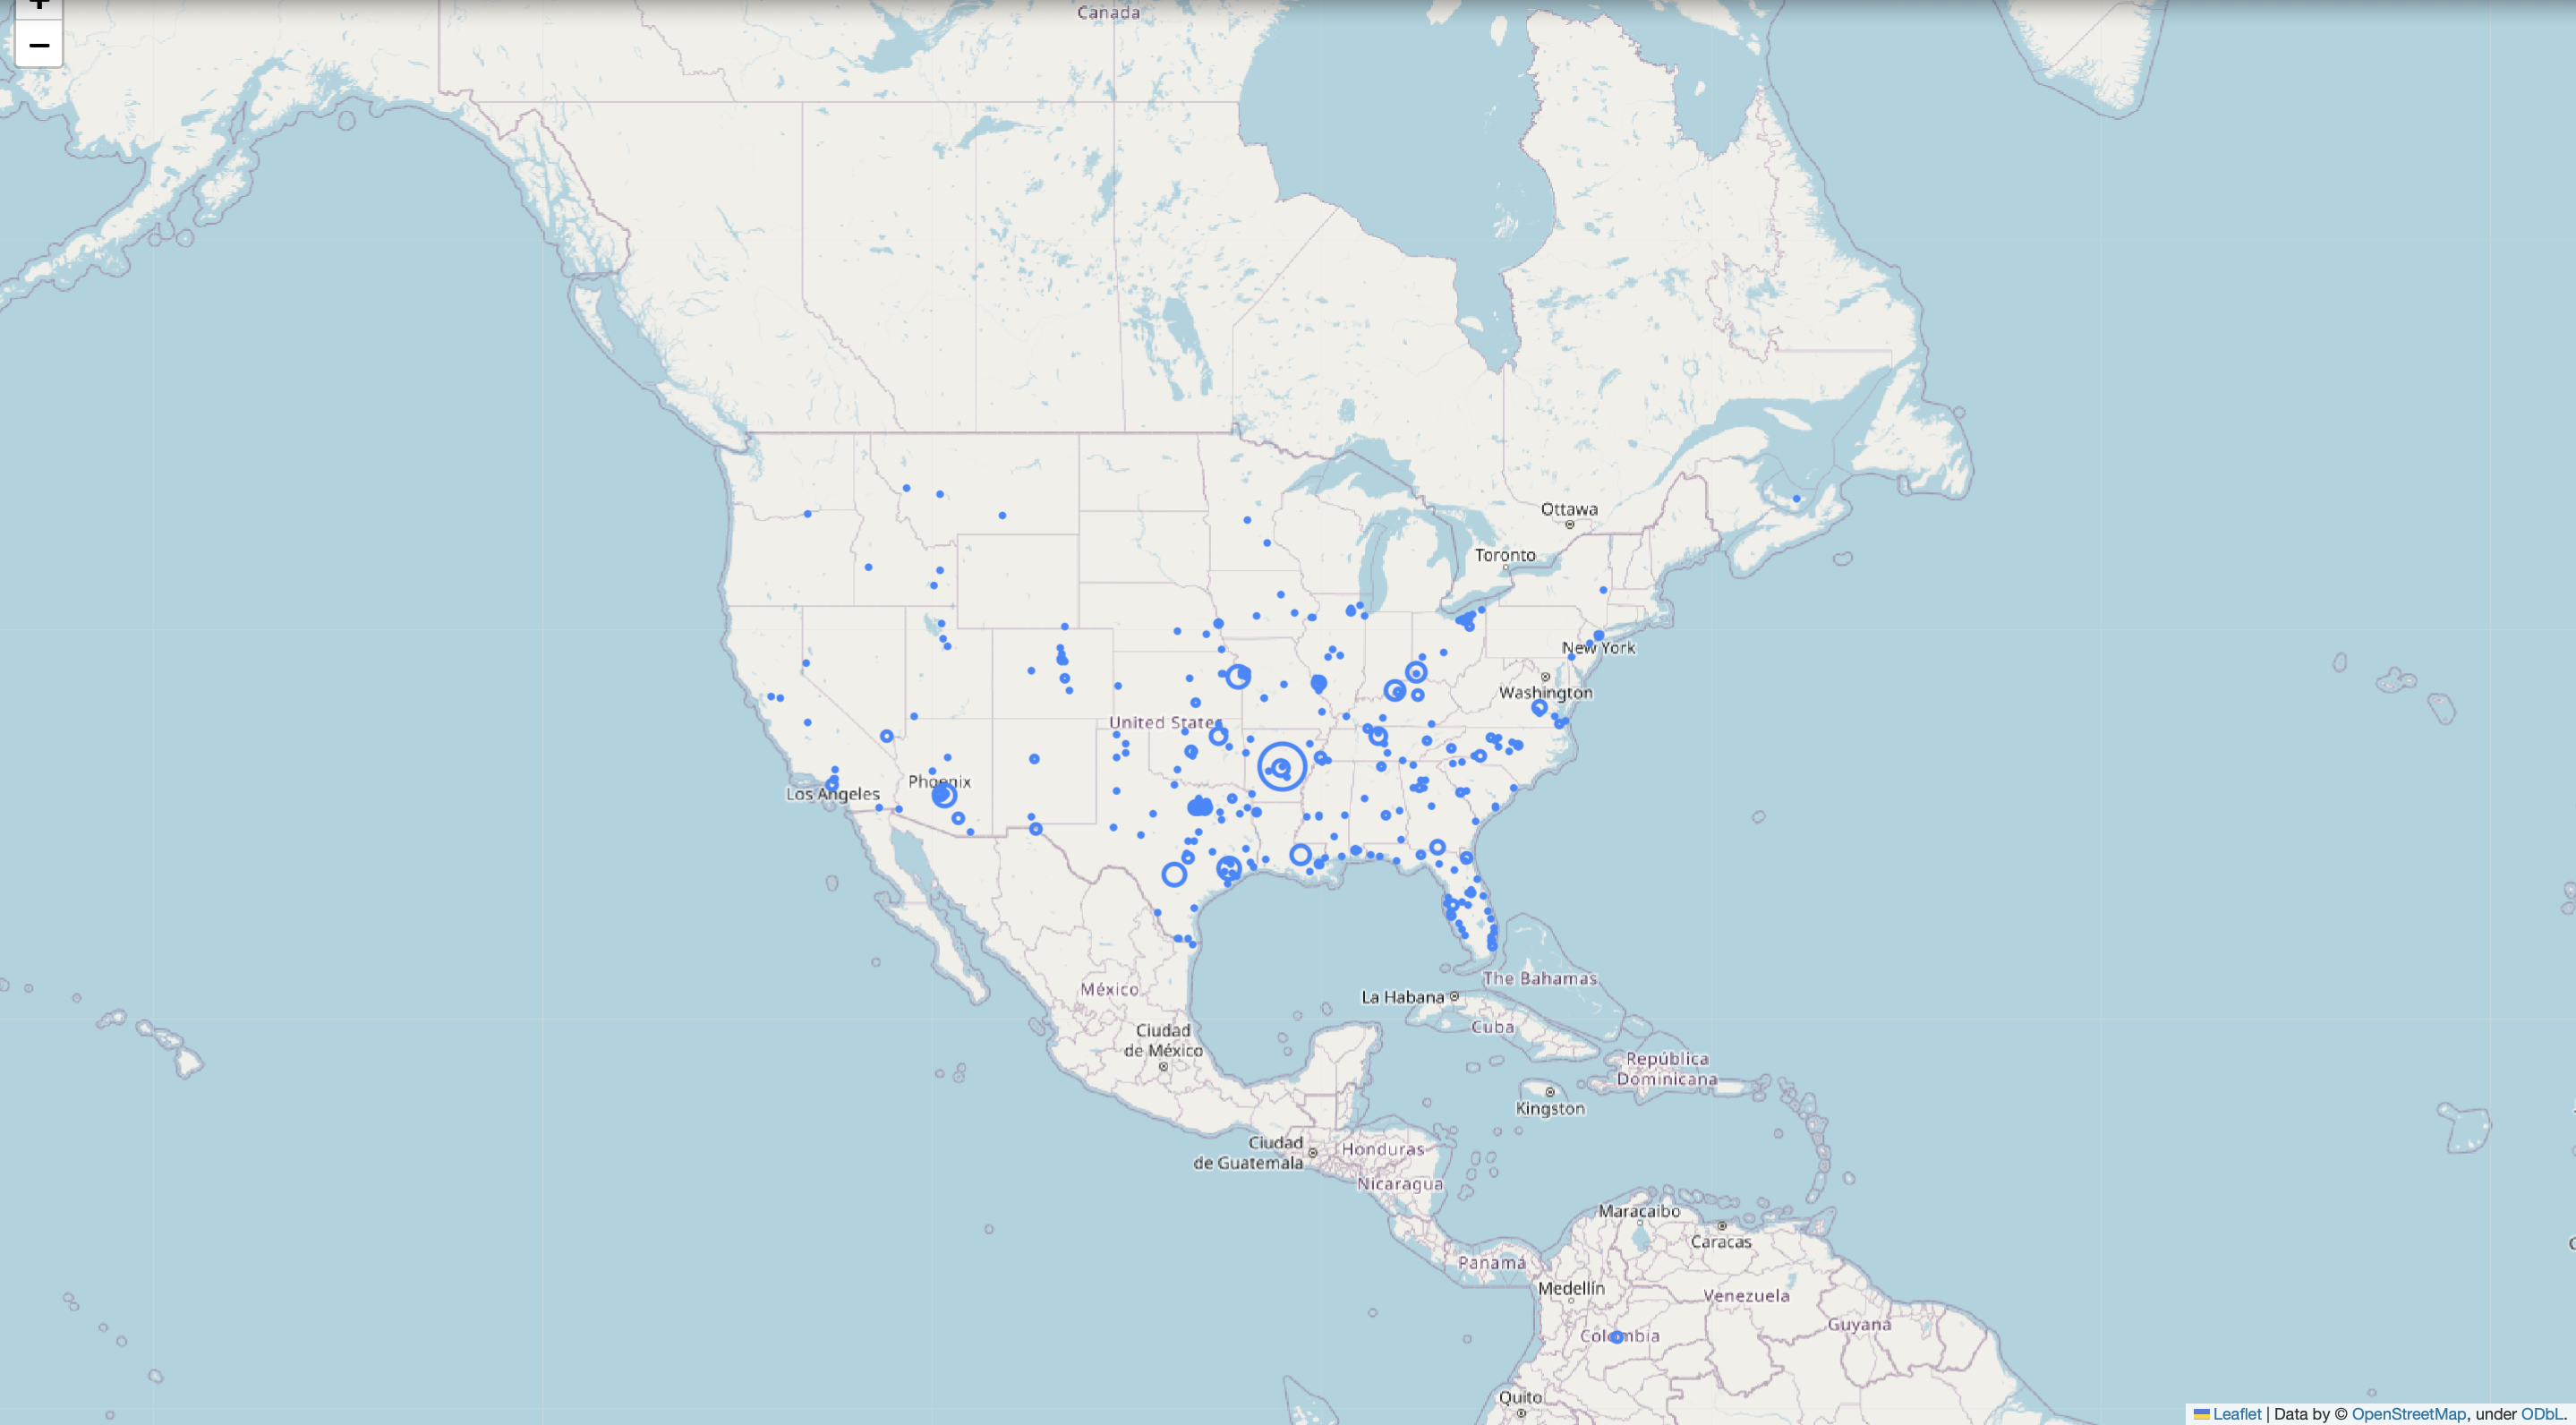 +
−
Canada
Ottawa
Toronto
New York
Washington
United States
Phoenix
Los Angeles
The Bahamas
México
La Habana
Cuba
Ciudad
de México
República
Dominicana
Kingston
Ciudad
de Guatemala
Honduras
Nicaragua
Maracaibo
Caracas
Panamá
Medellín
Venezuela
Guyana
Colombia
Quito
Leaflet | Data by © OpenStreetMap, under ODbL.